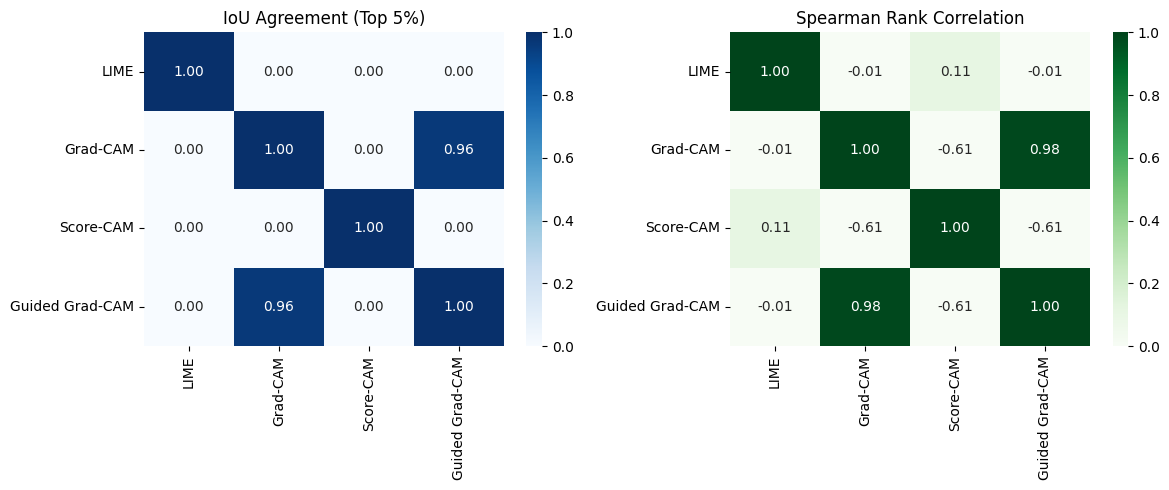 IoU Agreement (Top 5%)
LIME 1.00 0.00 0.00 0.00
Grad-CAM 0.00 1.00 0.00 0.96
Score-CAM 0.00 0.00 1.00 0.00
Guided Grad-CAM 0.00 0.96 0.00 1.00
LIME
Grad-CAM
Score-CAM
Guided Grad-CAM
1.0
0.8
0.6
0.4
0.2
0.0
Spearman Rank Correlation
LIME 1.00 -0.01 0.11 -0.01
Grad-CAM -0.01 1.00 -0.61 0.98
Score-CAM 0.11 -0.61 1.00 -0.61
Guided Grad-CAM -0.01 0.98 -0.61 1.00
LIME
Grad-CAM
Score-CAM
Guided Grad-CAM
1.0
0.8
0.6
0.4
0.2
0.0